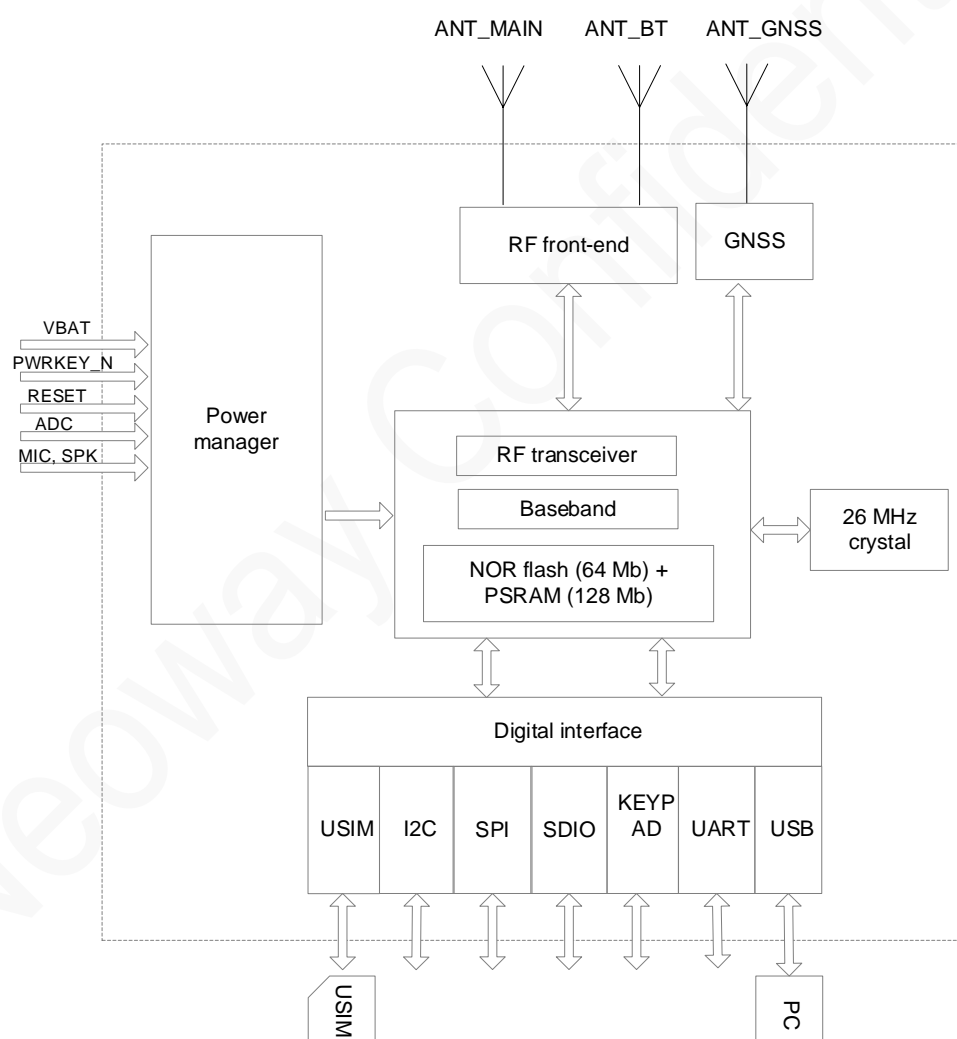 ANT_MAIN ANT_BT ANT_GNSS
RF front-end
GNSS
VBAT
PWRKEY_N
RESET
ADC
MIC, SPK
Power
manager
RF transceiver
Baseband
NOR flash (64 Mb) +
PSRAM (128 Mb)
26 MHz
crystal
Digital interface
USIM
I2C
SPI
SDIO
KEYP
AD
UART
USB
USIM
PC
neoway Confident